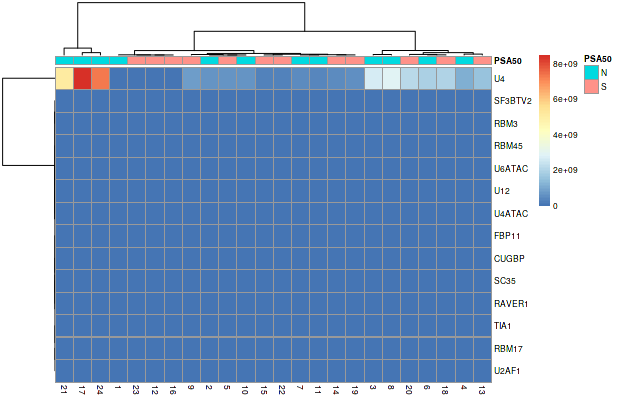 PSA50
PSA50
N
S
U4
SF3BTV2
RBM3
RBM45
U6ATAC
U12
U4ATAC
FBP11
CUGBP
SC35
RAVER1
TIA1
RBM17
U2AF1
8e+09
6e+09
4e+09
2e+09
0
21 17 24 1 23 12 16 9 2 5 10 15 22 7 11 14 19 3 8 20 6 18 4 13